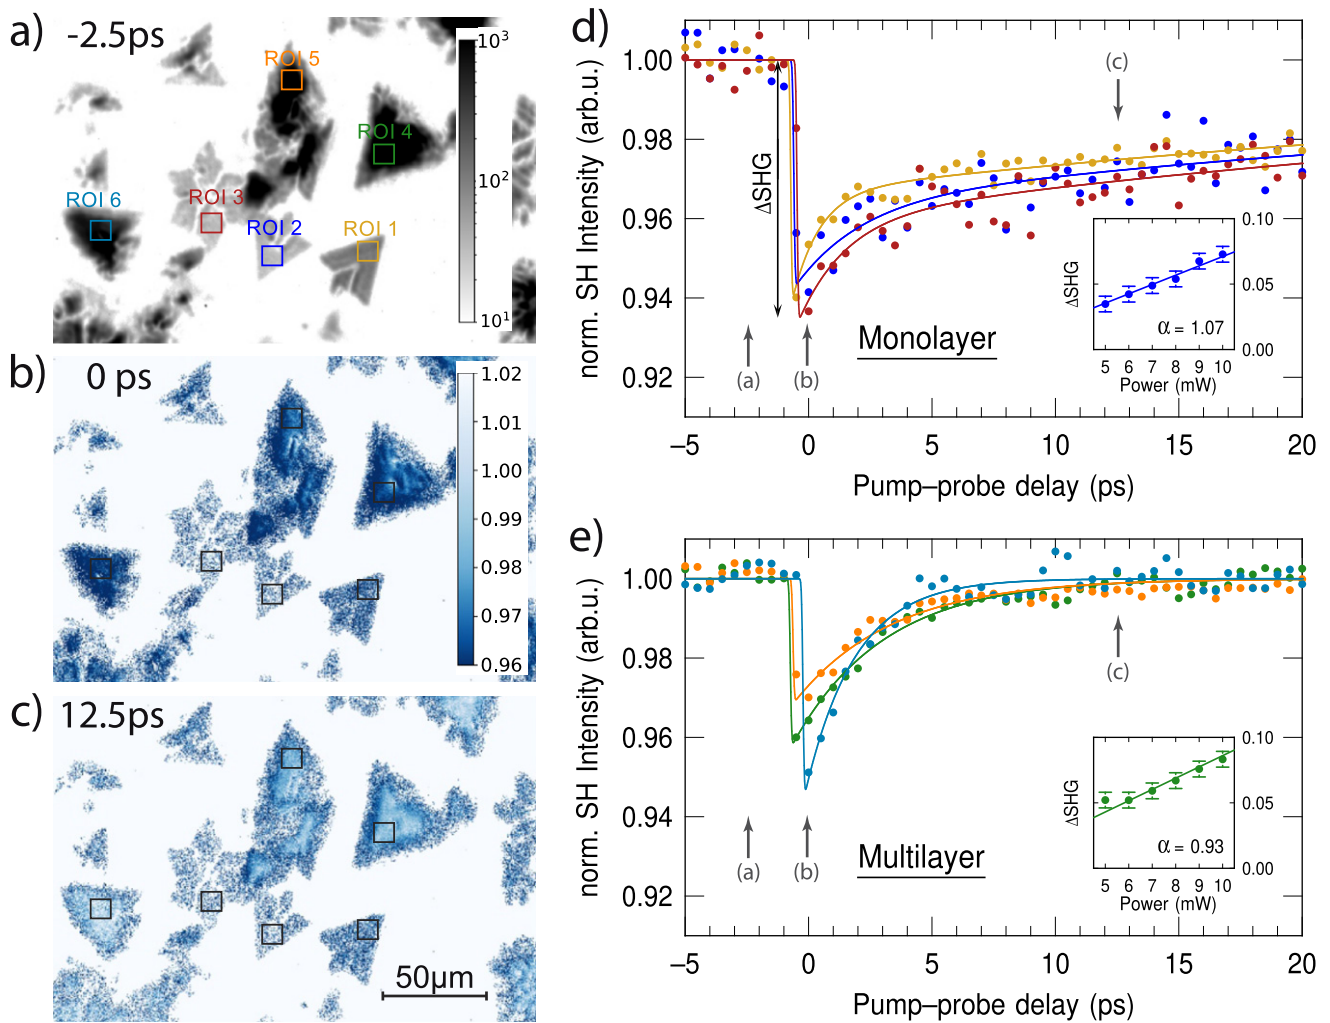 a)
-2.5ps
ROI 5
ROI 4
ROI 6
ROI 3
ROI 2
ROI 1
10³
10²
10¹
b)
0 ps
1.02
1.01
1.00
0.99
0.98
0.97
0.96
c)
12.5ps
50µm
d)
norm. SH Intensity (arb.u.)
1.00
0.98
0.96
0.94
0.92
ΔSHG
(c)
(a)
(b)
Monolayer
0.10
0.05
0.00
ΔSHG
α = 1.07
5 6 7 8 9 10
Power (mW)
−5 0 5 10 15 20
Pump–probe delay (ps)
e)
norm. SH Intensity (arb.u.)
1.00
0.98
0.96
0.94
0.92
(c)
(a)
(b)
Multilayer
0.10
0.05
0.00
ΔSHG
α = 0.93
5 6 7 8 9 10
Power (mW)
−5 0 5 10 15 20
Pump–probe delay (ps)